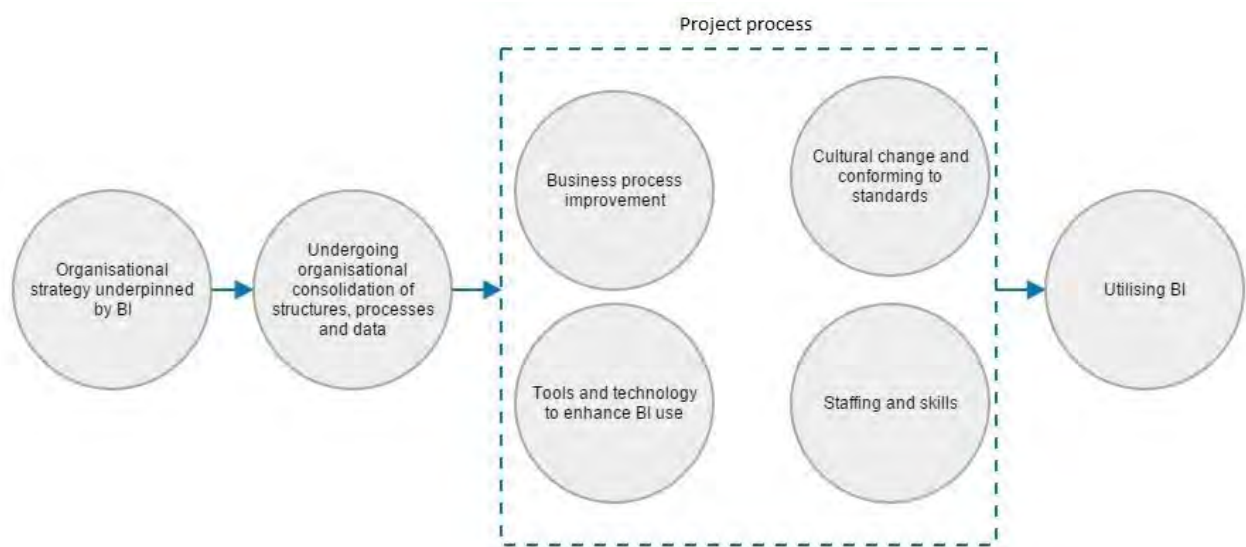 Project process
Organisational
strategy underpinned
by BI
Undergoing
organisational
consolidation of
structures, processes
and data
Business process
improvement
Cultural change and
conforming to
standards
Tools and technology
to enhance BI use
Staffing and skills
Utilising BI